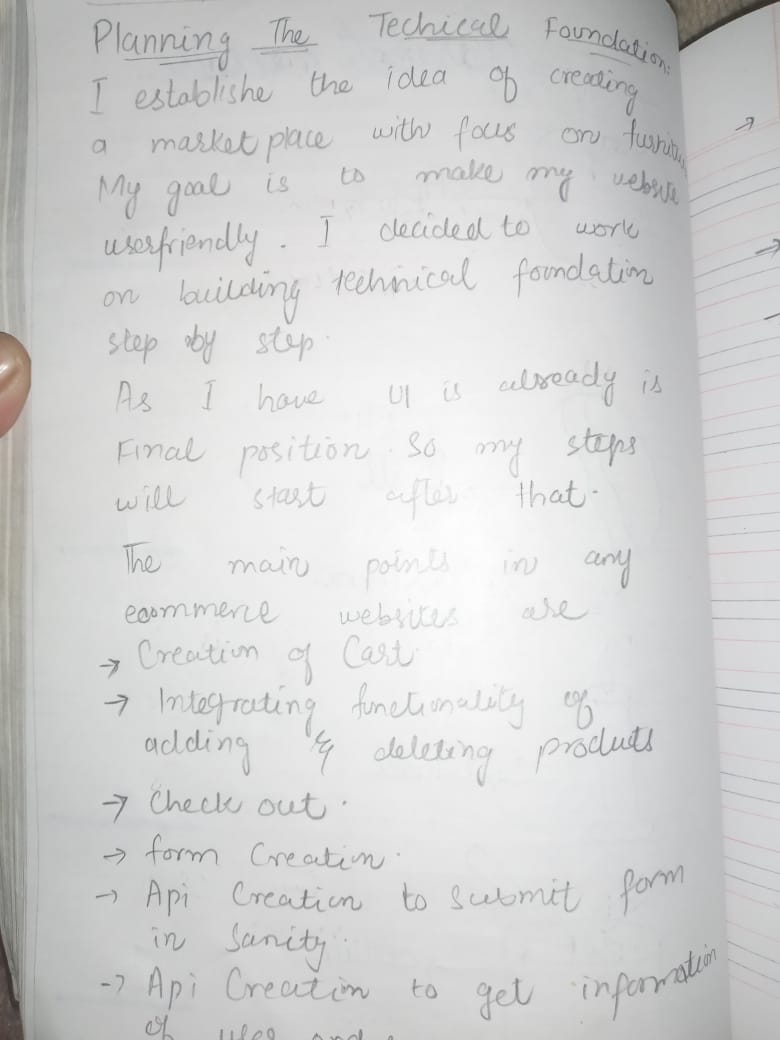 Planning The Techical Foundation:
I establishe the idea of creating
a market place with focus on
My goal is to make my website
userfriendly. I decided to work
on building technical foundation
step by step.
As I have UI is already is
Final position. So my steps
will start after that.
The main points in any
ecommerce websites are
→ Creation of Cart.
→ Integrating functionality of
adding & deleting products
→ Check out.
→ form Creation.
→ Api Creation to submit form
in Sanity.
→ Api Creation to get information
of user and